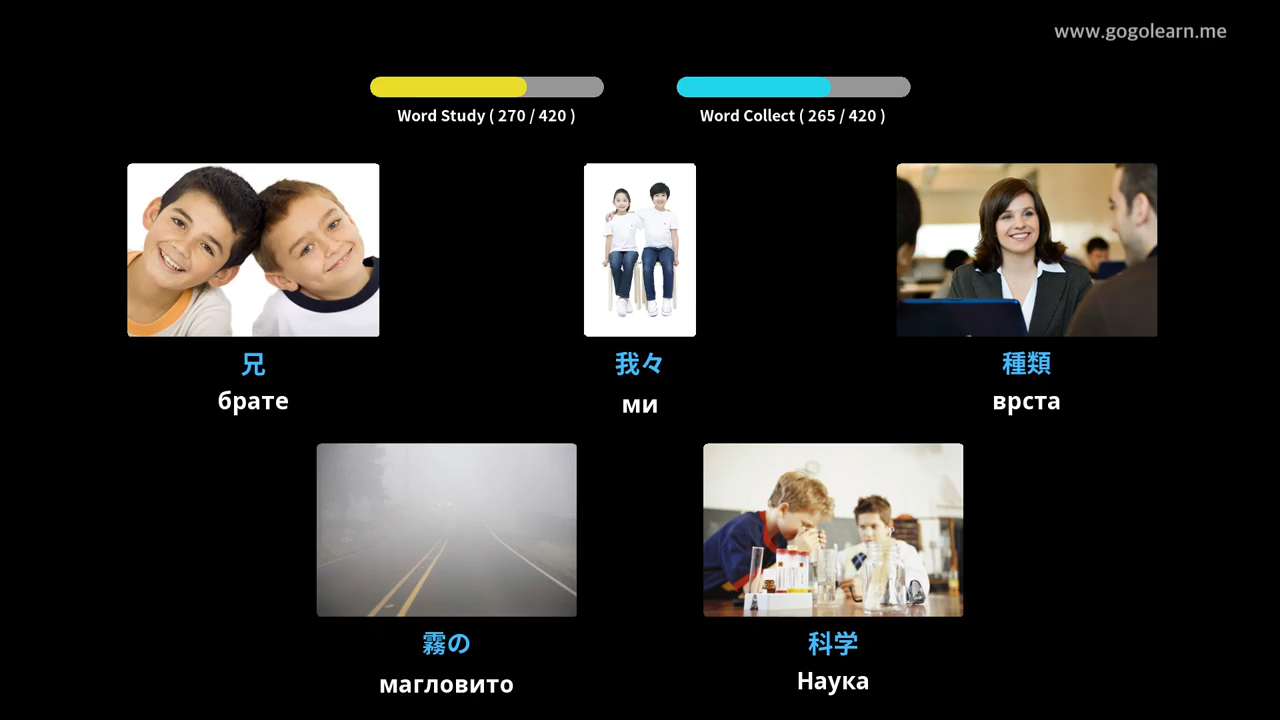 www.gogolearn.me
Word Study ( 270 / 420 )
Word Collect ( 265 / 420 )
兄
брате
我々
ми
種類
врста
霧の
магловито
科学
Наука